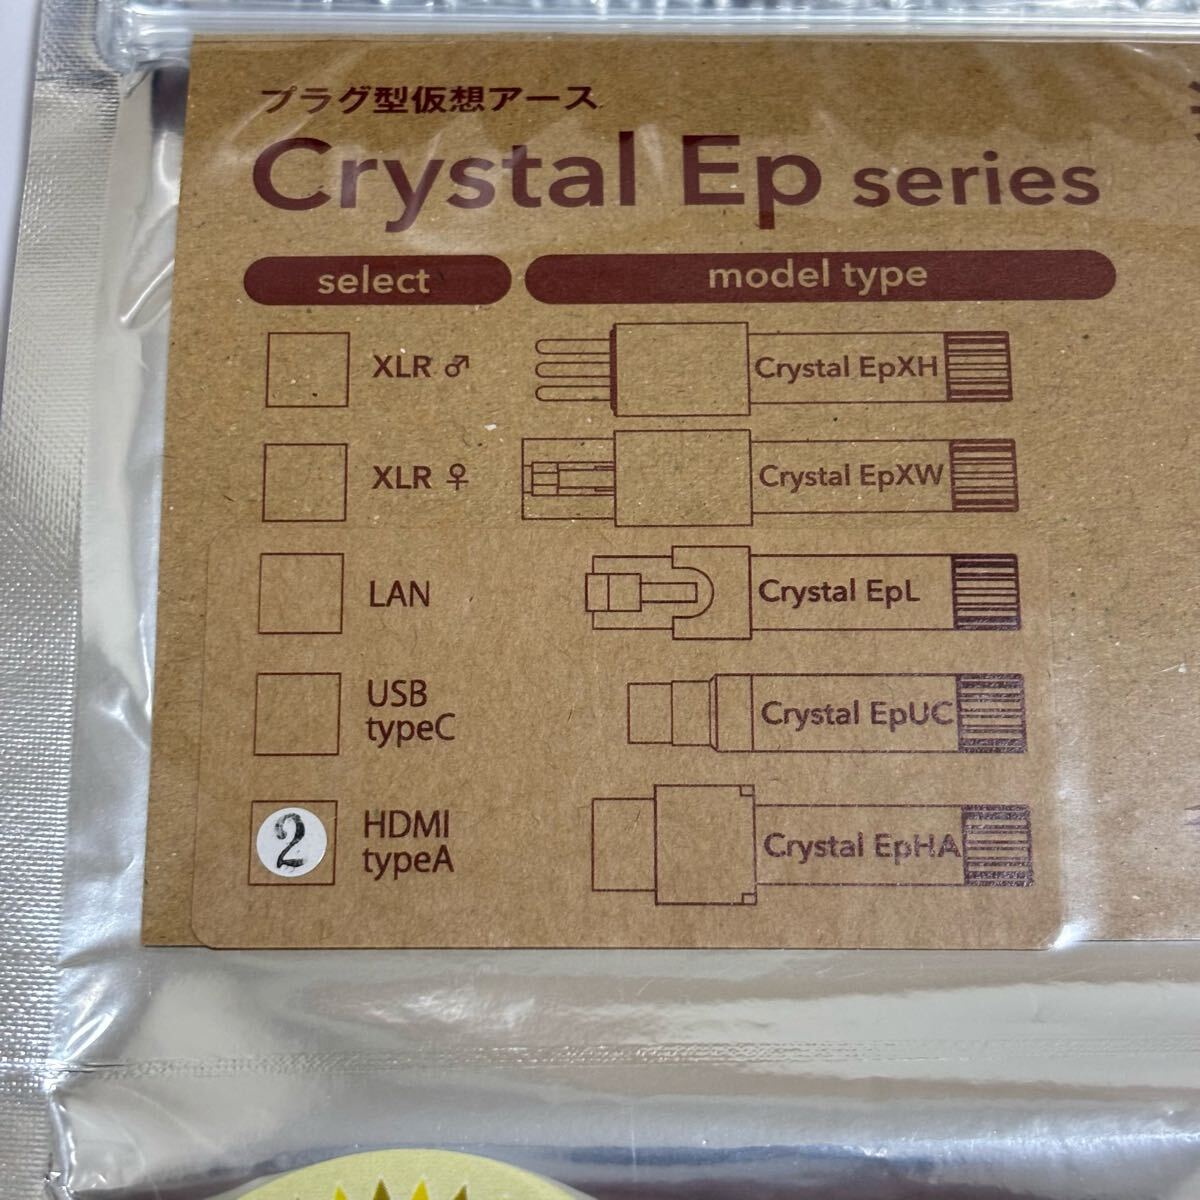 プラグ型仮想アース
Crystal Ep series
select model type
XLR ♂ Crystal EpXH
XLR ♀ Crystal EpXW
LAN Crystal EpL
USB
typeC
Crystal EpUC
2
HDMI
typeA
Crystal EpHA